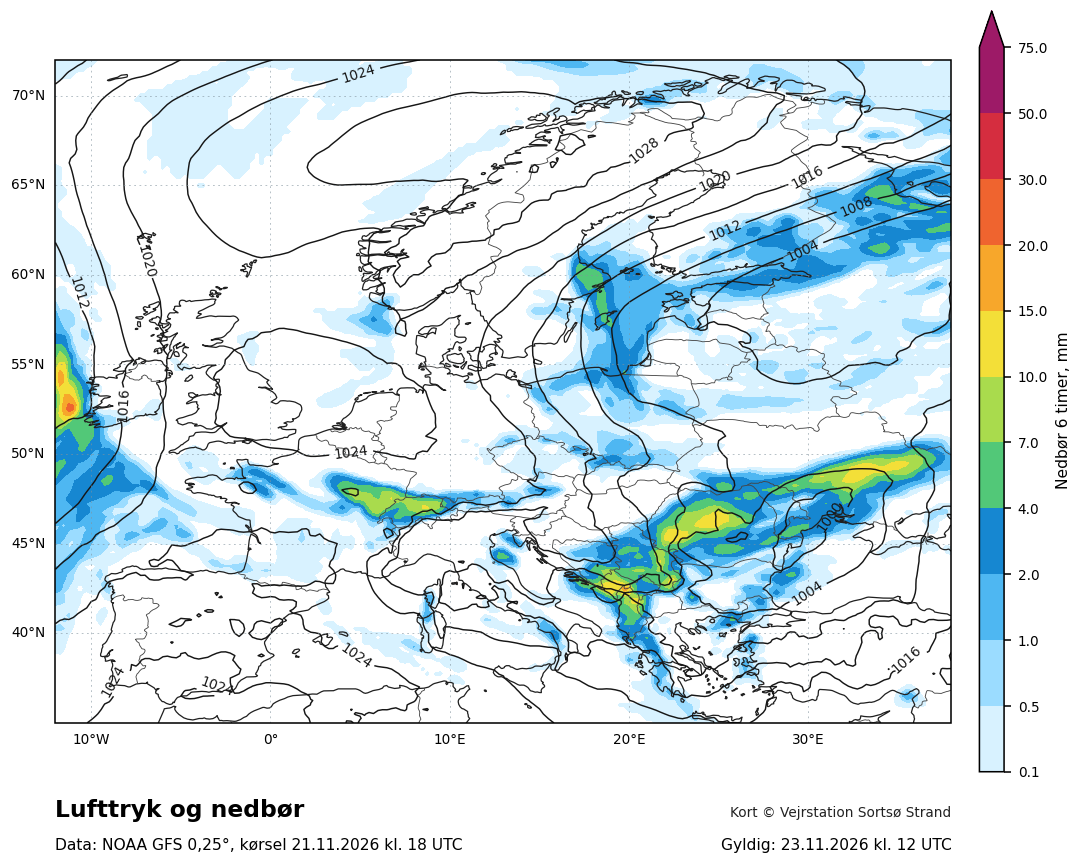 75.0
50.0
30.0
20.0
15.0
10.0
7.0
4.0
2.0
1.0
0.5
0.1
Nedbør 6 timer, mm
70°N
65°N
60°N
55°N
50°N
45°N
40°N
10°W
0°
10°E
20°E
30°E
1024
1028
1020
1016
1008
1012
1004
1020
1012
1016
1024
1000
1004
1024
1024
1024
1016
Lufttryk og nedbør
Kort © Vejrstation Sortsø Strand
Data: NOAA GFS 0,25°, kørsel 21.11.2026 kl. 18 UTC
Gyldig: 23.11.2026 kl. 12 UTC